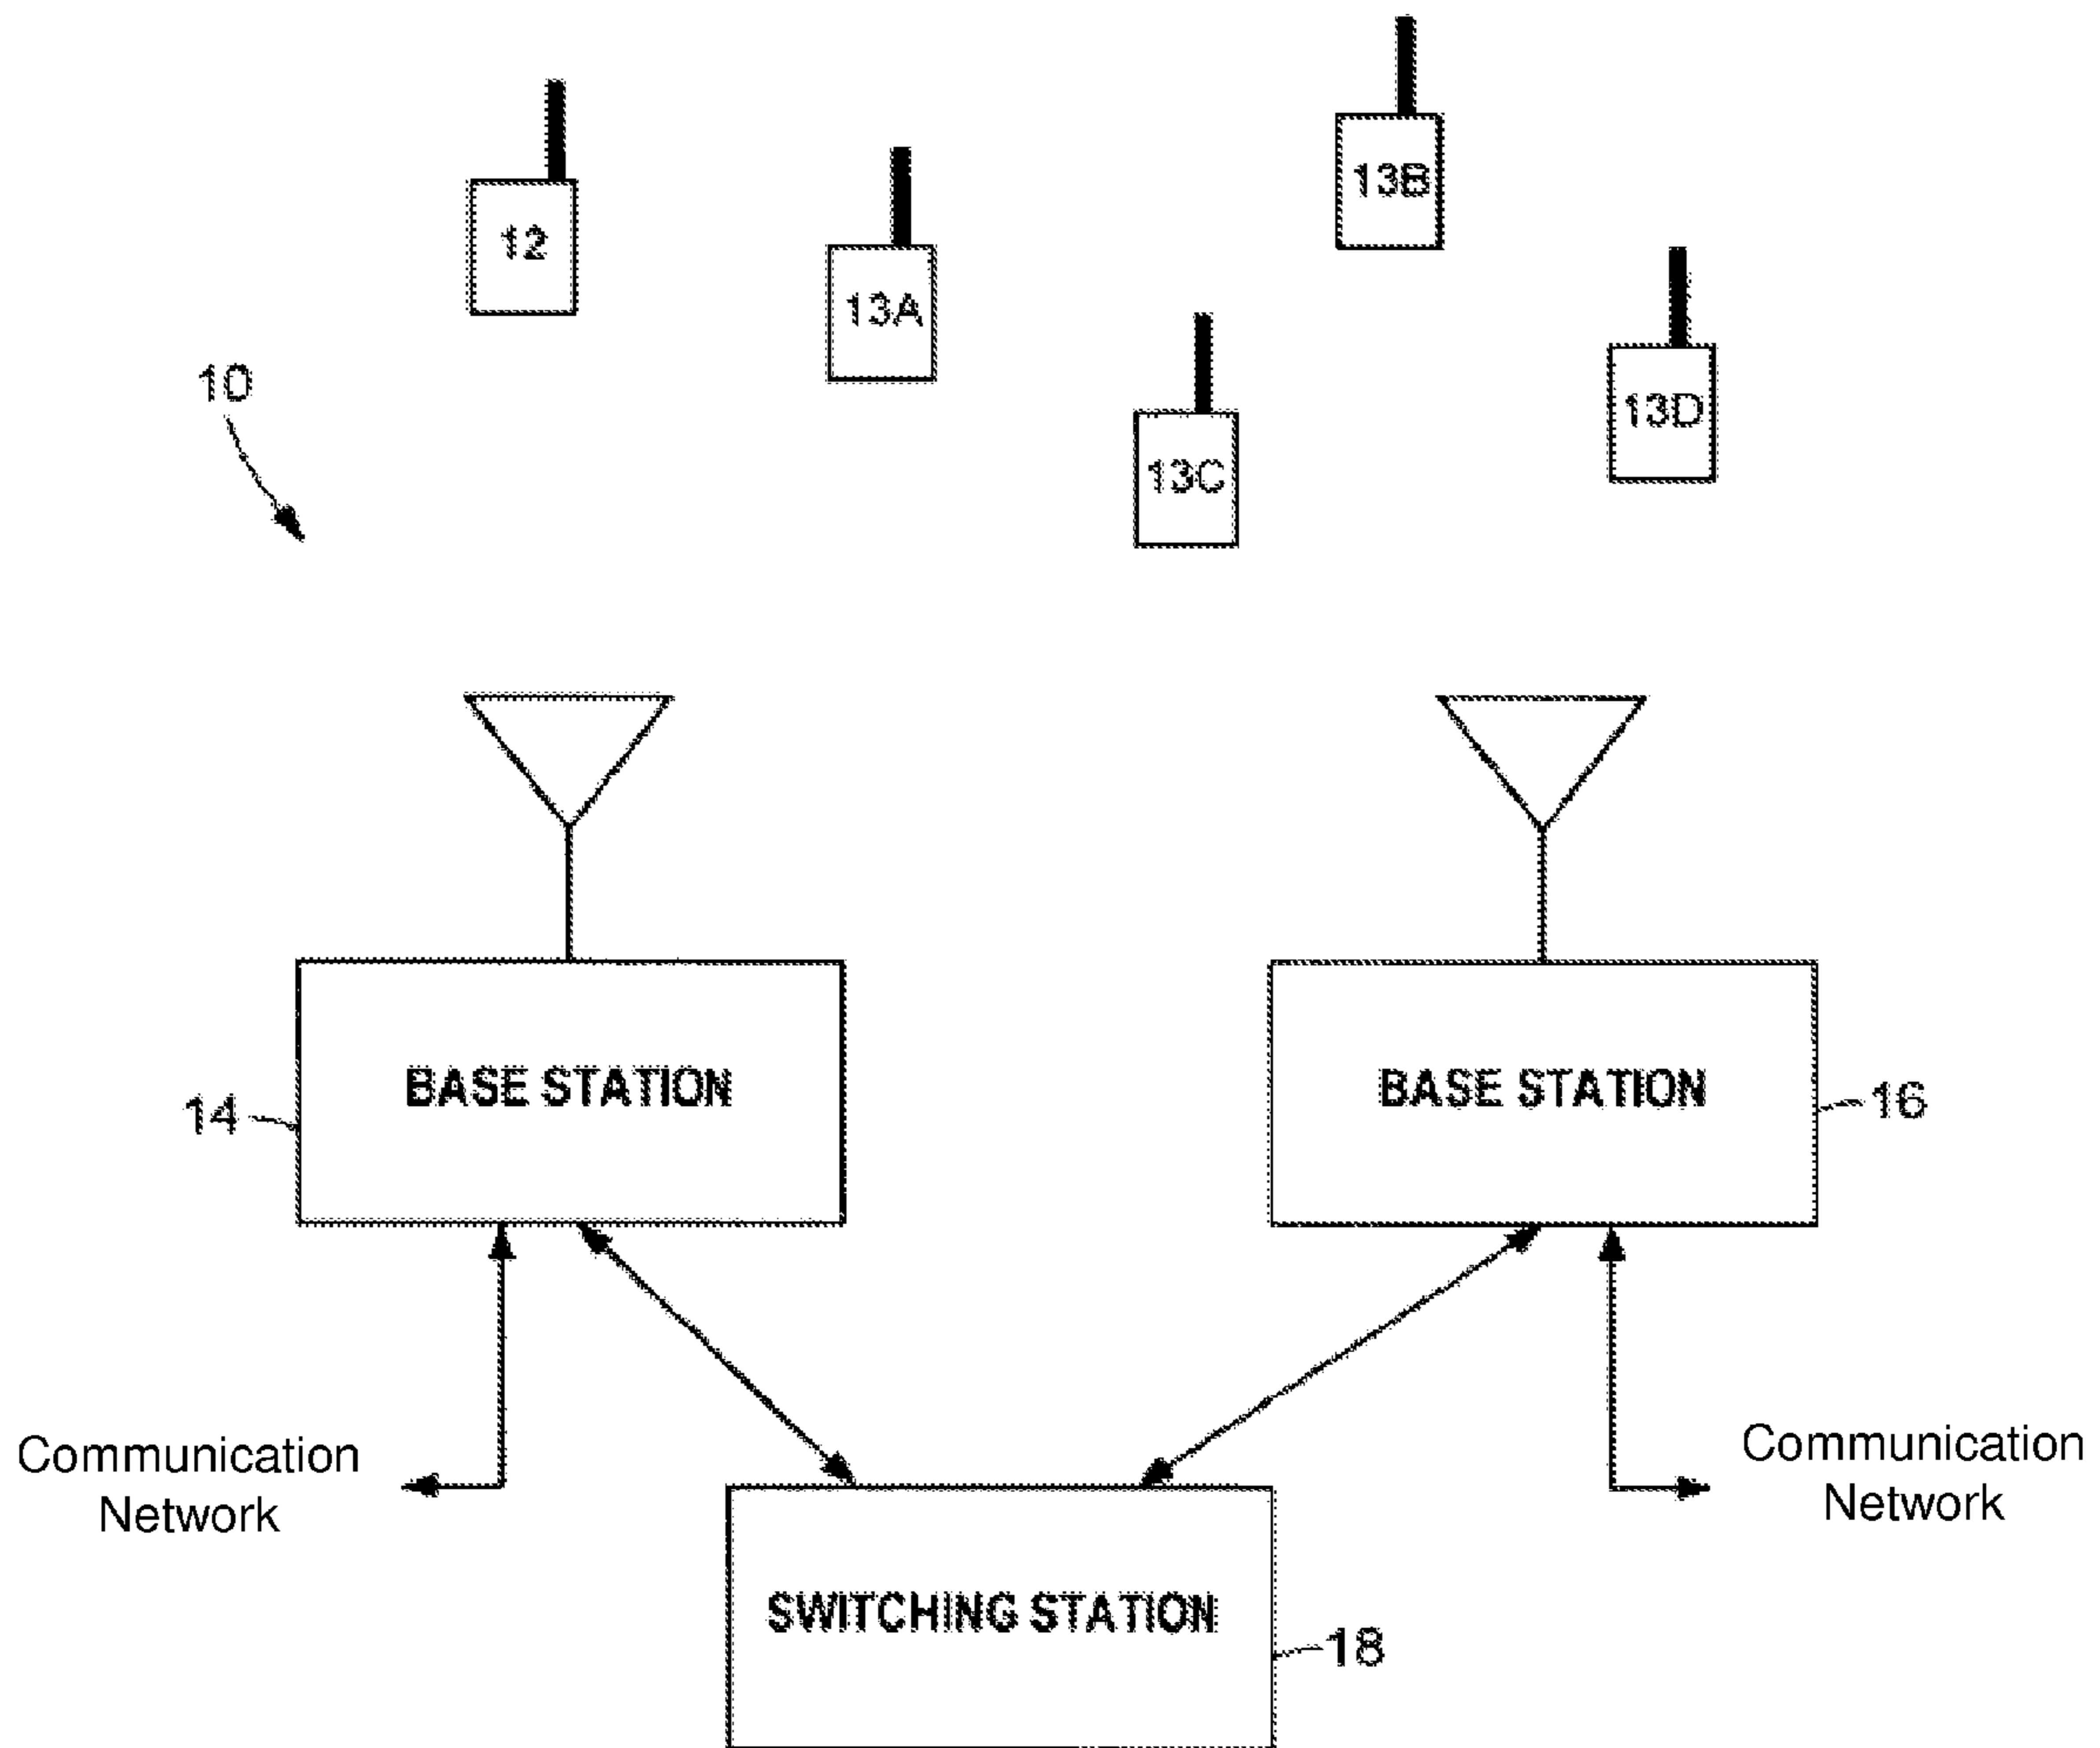 13B
12
13A
10
13D
13C
BASE STATION
BASE STATION
14
16
Communication
Network
Communication
Network
SWITCHING STATION
18